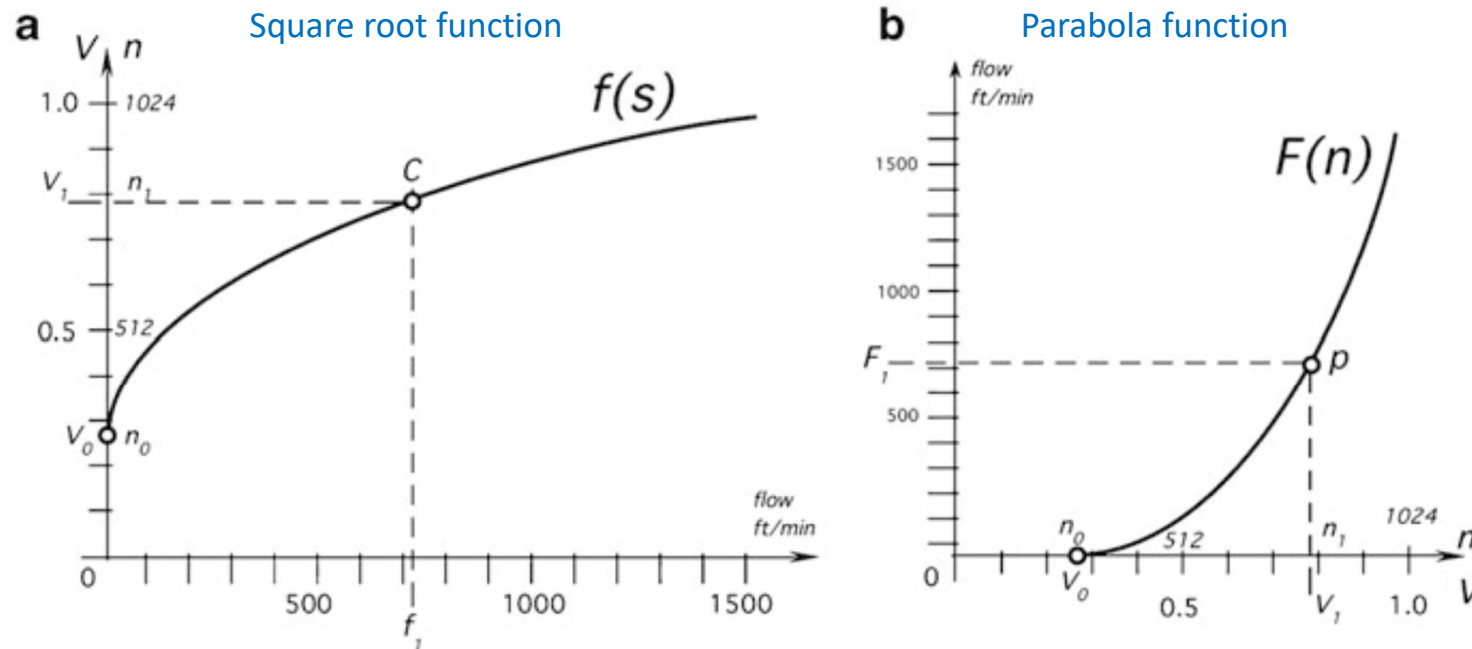 a
Square root function
V n
1.0
1024
f(s)
C
V1 n1
0.5
512
V0 n0
flow
ft/min
0
500
1000
1500
f1
b
Parabola function
flow
ft/min
1500
F(n)
1000
F1
p
500
n0
512
n1
1024
n
0
V0
0.5
V1
1.0
V